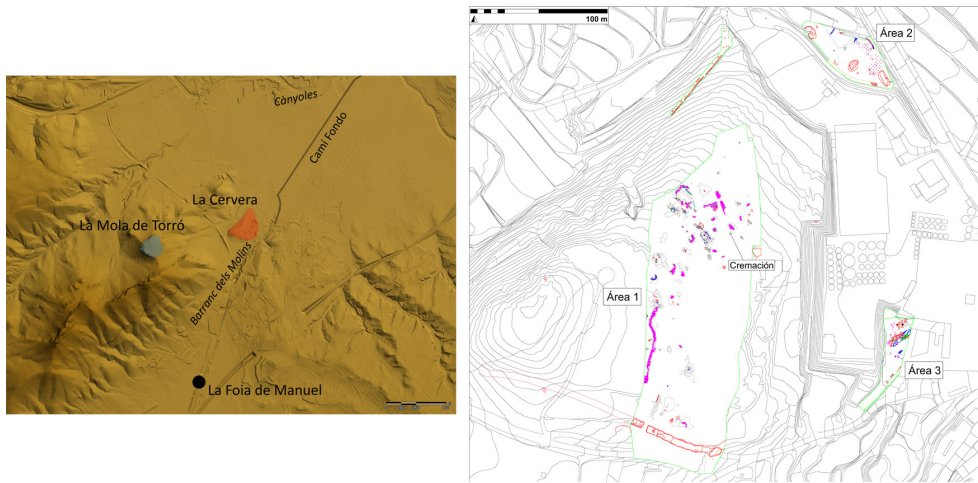 Cànyoles
Camí Fondo
La Cervera
La Mola de Torró
Barranc dels Molins
La Foia de Manuel
100 m
Área 2
Cremación
Área 1
Área 3